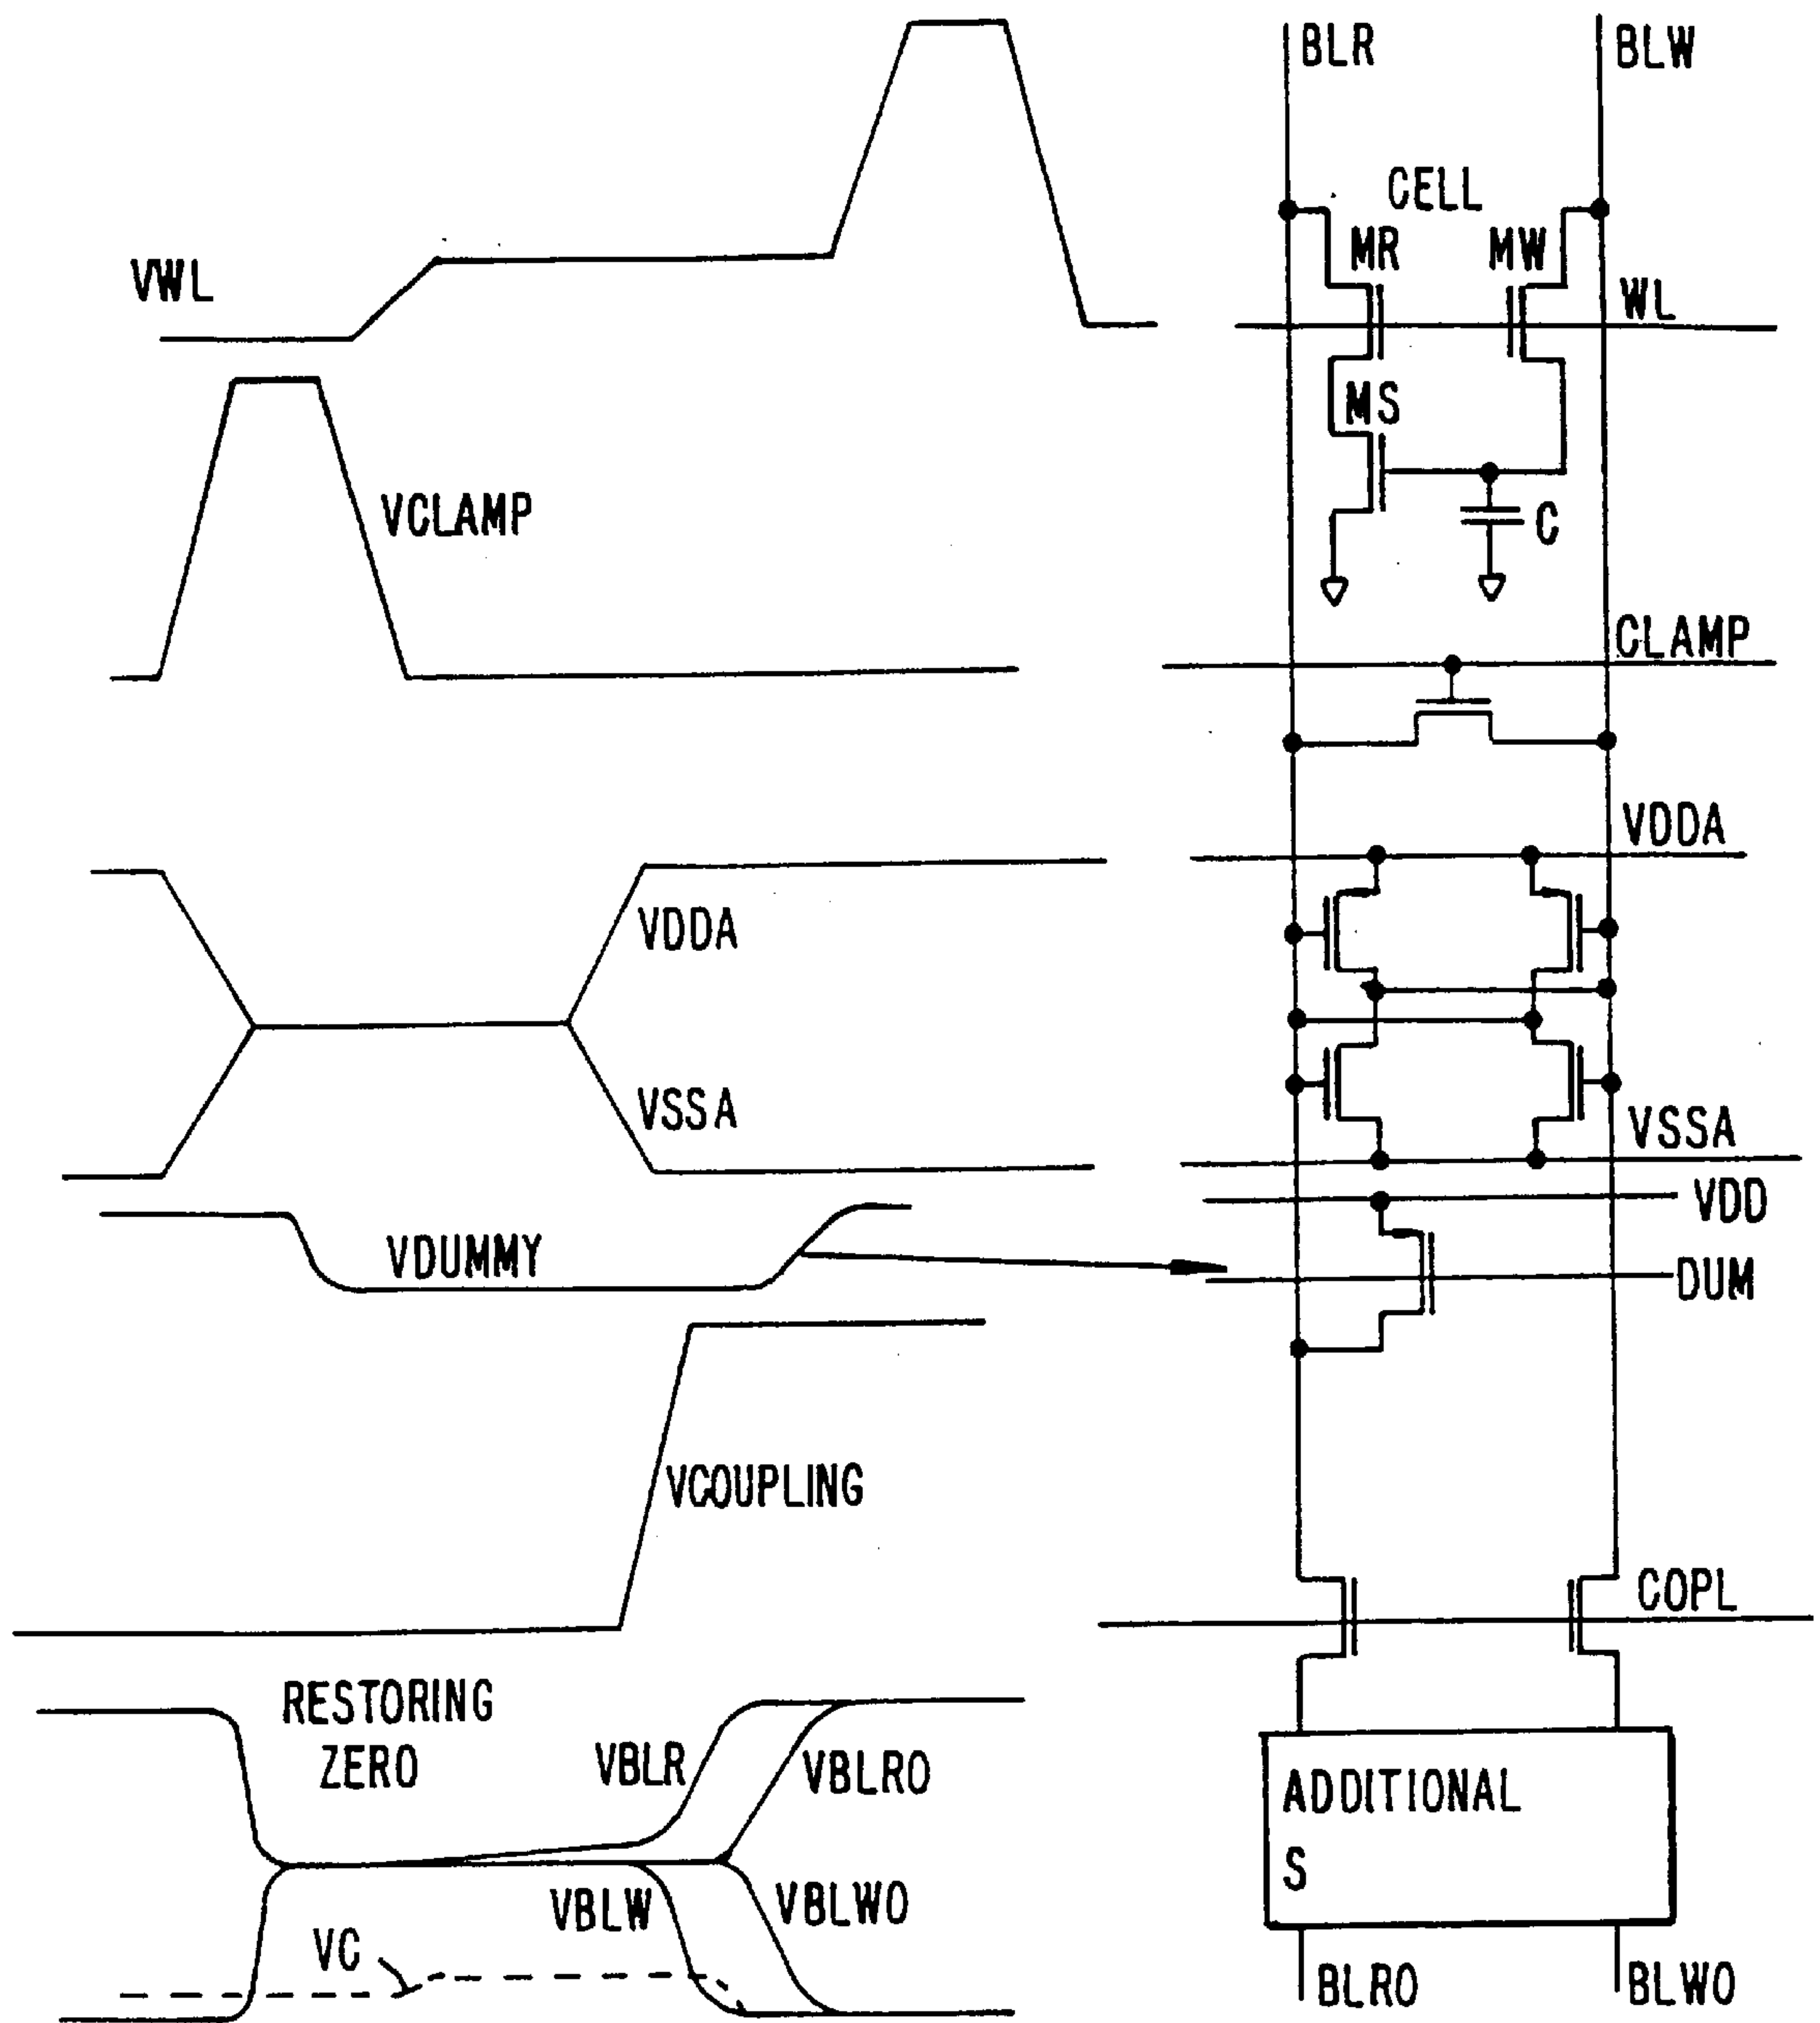 BLR
BLW
CELL
MR
MW
VWL
WL
MS
VCLAMP
C
CLAMP
VDDA
VDDA
VSSA
VSSA
VDD
VDUMMY
DUM
VCOUPLING
COPL
RESTORING
ZERO
VBLR
VBLRO
ADDITIONAL
S
VBLW
VBLWO
VC
BLRO
BLWO